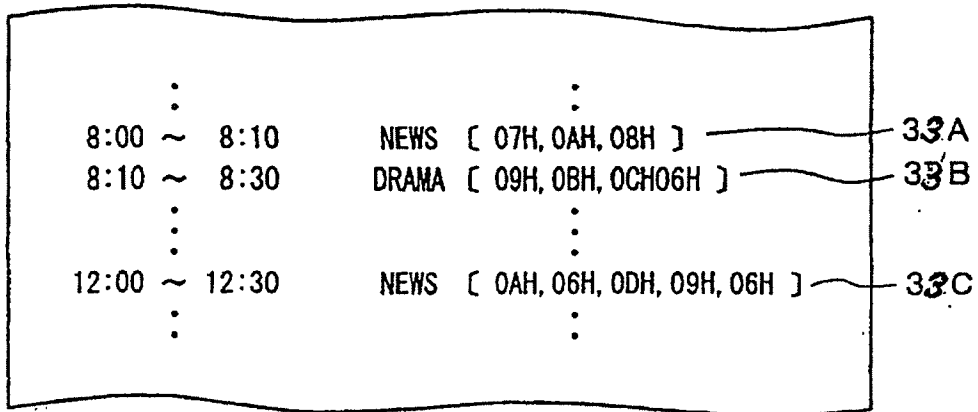 8:00 ~ 8:10 NEWS [ 07H, 0AH, 08H ] 33A
8:10 ~ 8:30 DRAMA [ 09H, 0BH, 0CH06H ] 33'B
12:00 ~ 12:30 NEWS [ 0AH, 06H, 0DH, 09H, 06H ] 33C